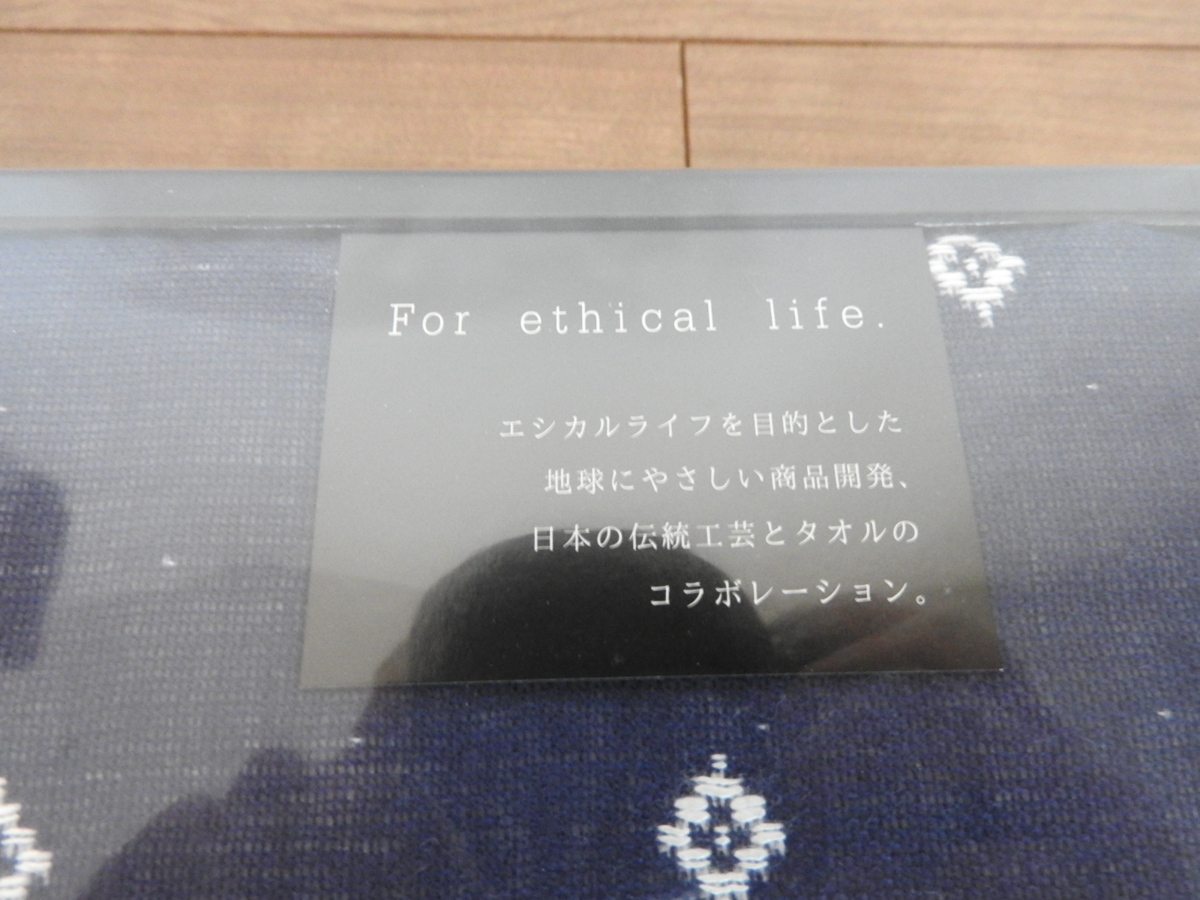 For ethical life.
エシカルライフを目的とした
地球にやさしい商品開発、
日本の伝統工芸とタオルの
コラボレーション。